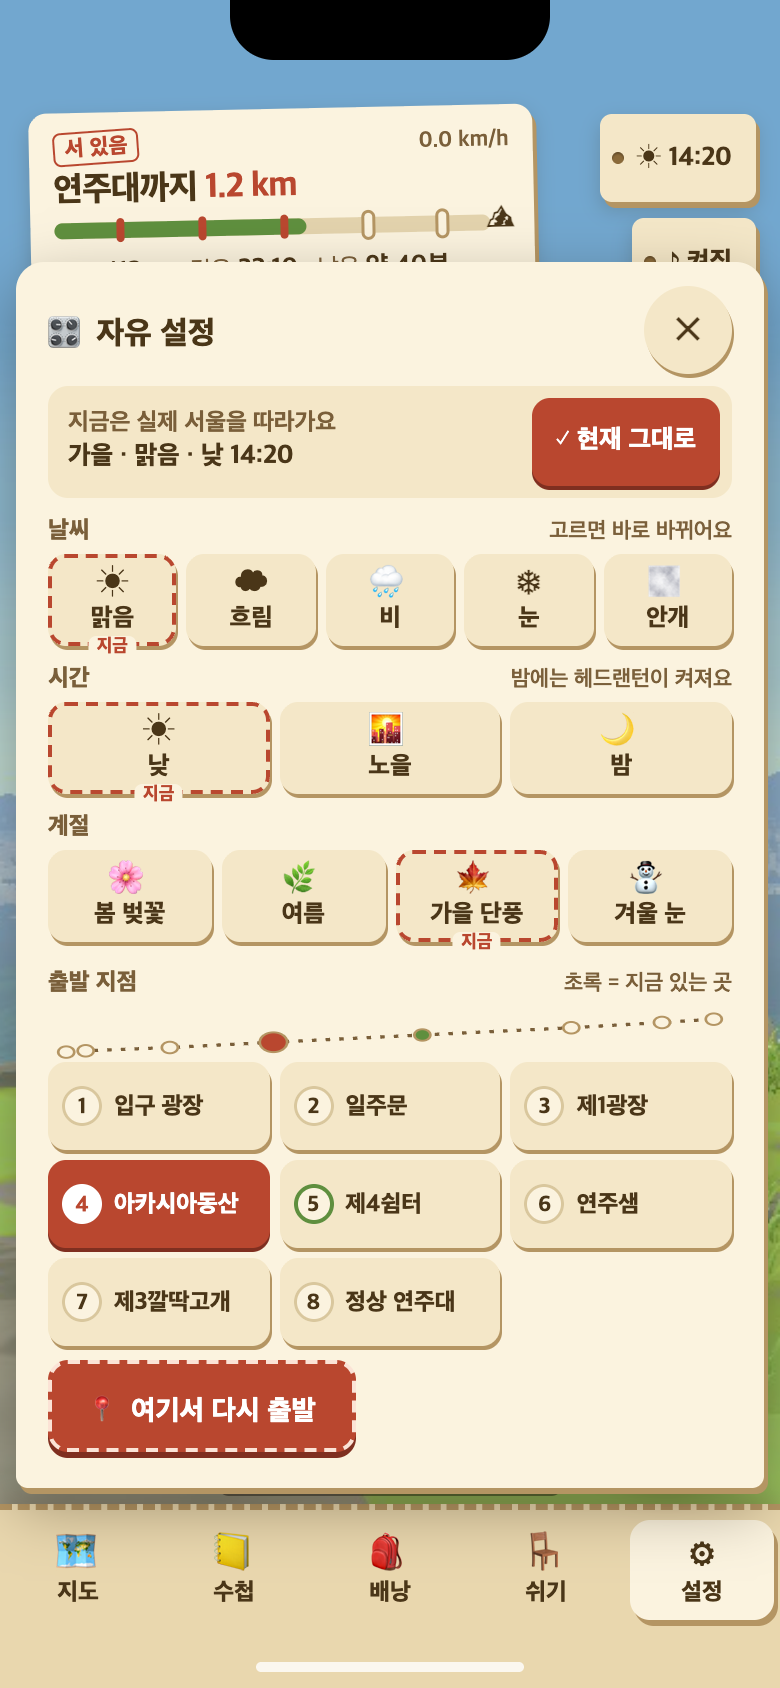 서 있음
0.0 km/h
연주대까지 1.2 km
☀ 14:20
♪ 켜짐
자유 설정
✕
지금은 실제 서울을 따라가요
가을 · 맑음 · 낮 14:20
✓ 현재 그대로
날씨
고르면 바로 바뀌어요
맑음
흐림
비
눈
안개
지금
시간
밤에는 헤드랜턴이 켜져요
낮
노을
밤
지금
계절
봄 벚꽃
여름
가을 단풍
겨울 눈
지금
출발 지점
초록 = 지금 있는 곳
1 입구 광장
2 일주문
3 제1광장
4 아카시아동산
5 제4쉼터
6 연주샘
7 제3깔딱고개
8 정상 연주대
여기서 다시 출발
지도
수첩
배낭
쉬기
설정